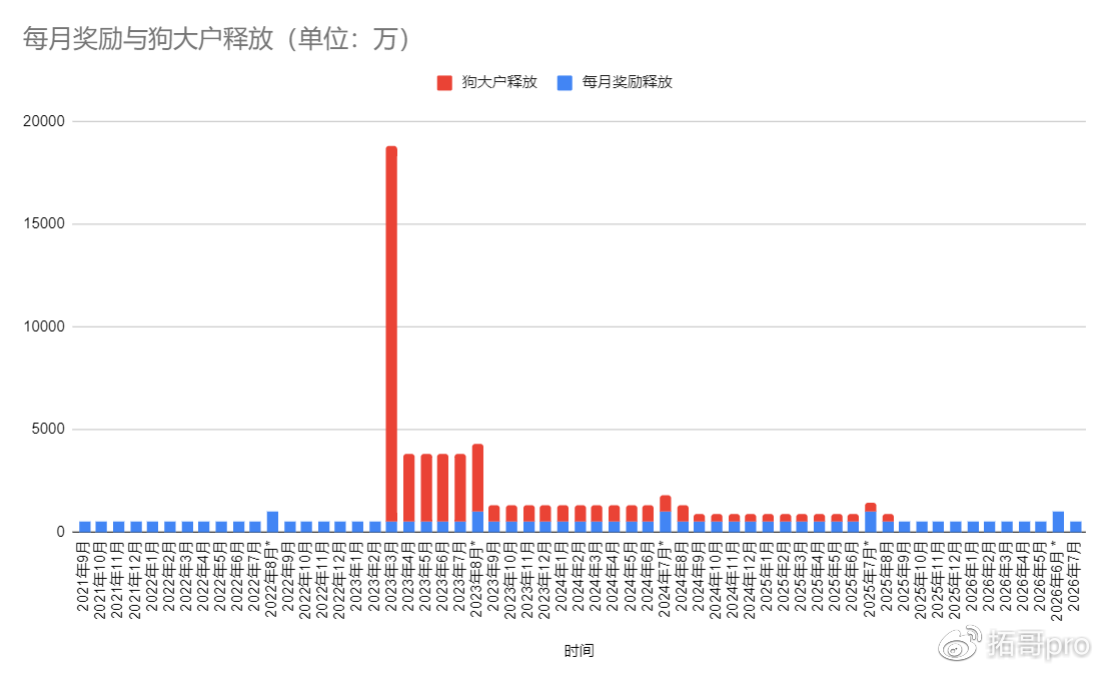 每月奖励与狗大户释放（单位：万）
狗大户释放 每月奖励释放
20000
15000
10000
5000
0
2021年9月
2021年10月
2021年11月
2021年12月
2022年1月
2022年2月
2022年3月
2022年4月
2022年5月
2022年6月
2022年7月
2022年8月*
2022年9月
2022年10月
2022年11月
2022年12月
2023年1月
2023年2月
2023年3月
2023年4月
2023年5月
2023年6月
2023年7月
2023年8月*
2023年9月
2023年10月
2023年11月
2023年12月
2024年1月
2024年2月
2024年3月
2024年4月
2024年5月
2024年6月
2024年7月*
2024年8月
2024年9月
2024年10月
2024年11月
2024年12月
2025年1月
2025年2月
2025年3月
2025年4月
2025年5月
2025年6月
2025年7月*
2025年8月
2025年9月
2025年10月
2025年11月
2025年12月
2026年1月
2026年2月
2026年3月
2026年4月
2026年5月
2026年6月 *
2026年7月
时间
拓哥pro